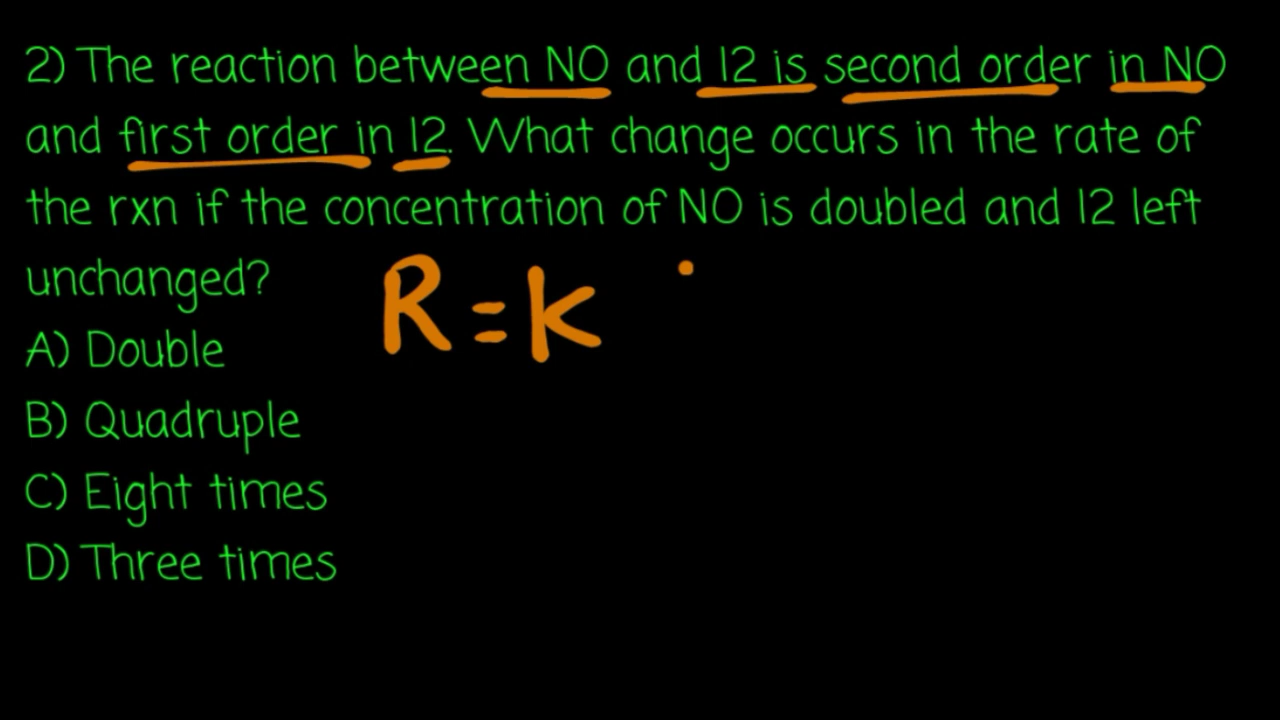 2) The reaction between NO and I2 is second order in NO
and first order in I2. What change occurs in the rate of
the rxn if the concentration of NO is doubled and I2 left
unchanged?
R = K
A) Double
B) Quadruple
C) Eight times
D) Three times